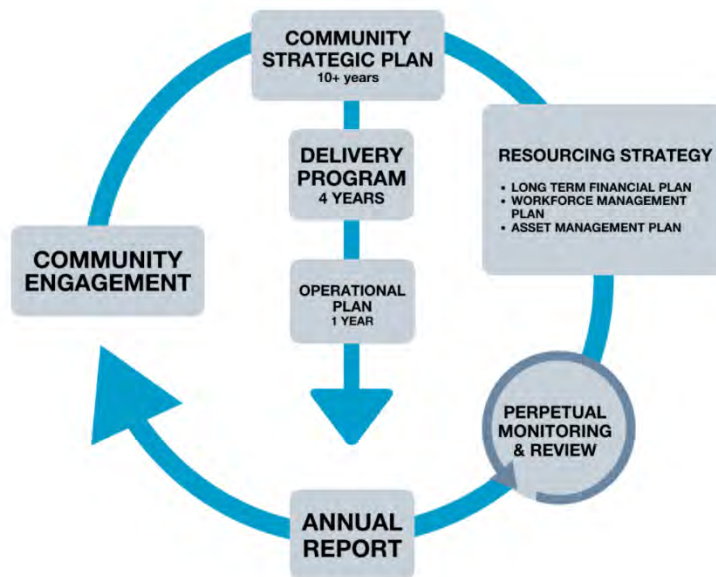 COMMUNITY
STRATEGIC PLAN
10+ years
DELIVERY
PROGRAM
4 YEARS
OPERATIONAL
PLAN
1 YEAR
RESOURCING STRATEGY
• LONG TERM FINANCIAL PLAN
• WORKFORCE MANAGEMENT
PLAN
• ASSET MANAGEMENT PLAN
PERPETUAL
MONITORING
& REVIEW
ANNUAL
REPORT
COMMUNITY
ENGAGEMENT